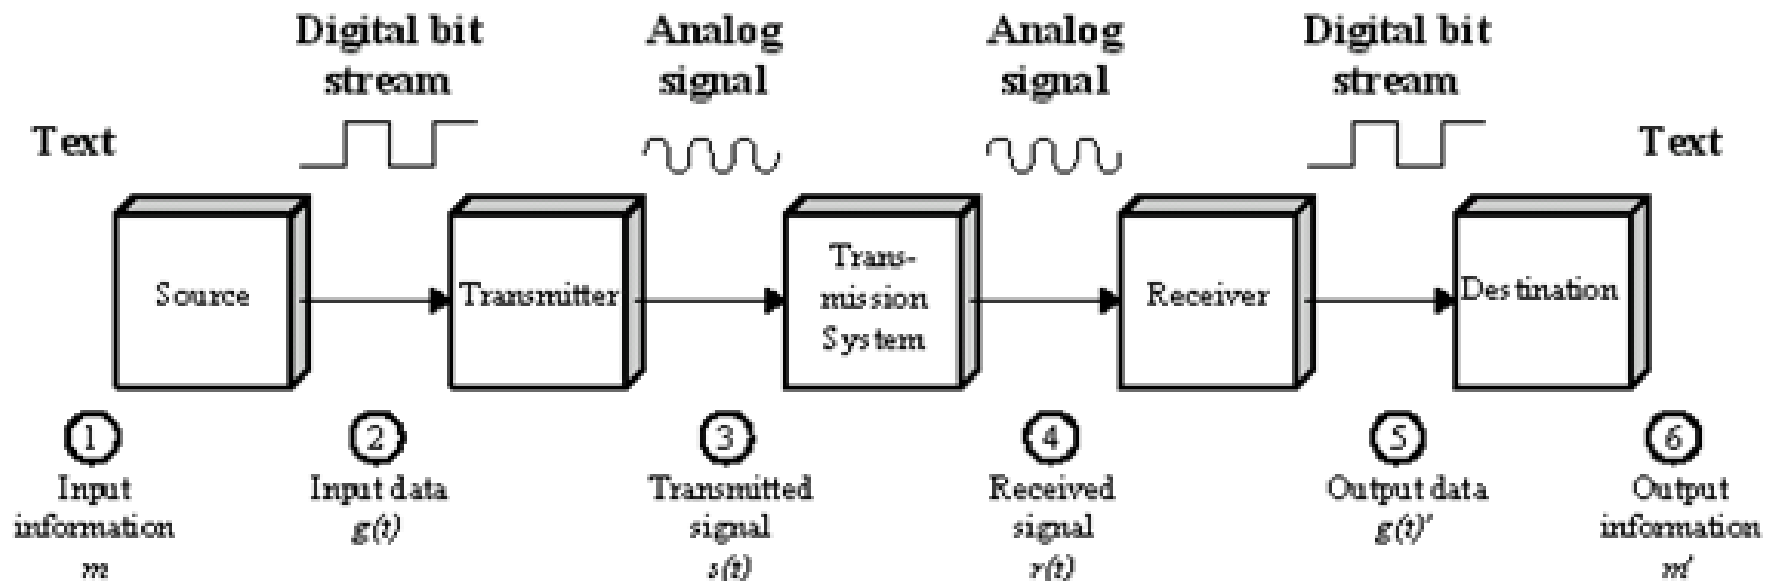 Digital bit
stream
Analog
signal
Analog
signal
Digital bit
stream
Text
Text
Source
Transmitter
Trans-
mission
System
Receiver
Destination
1
Input
information
m
2
Input data
g(t)
3
Transmitted
signal
s(t)
4
Received
signal
r(t)
5
Output data
g(t)'
6
Output
information
m'